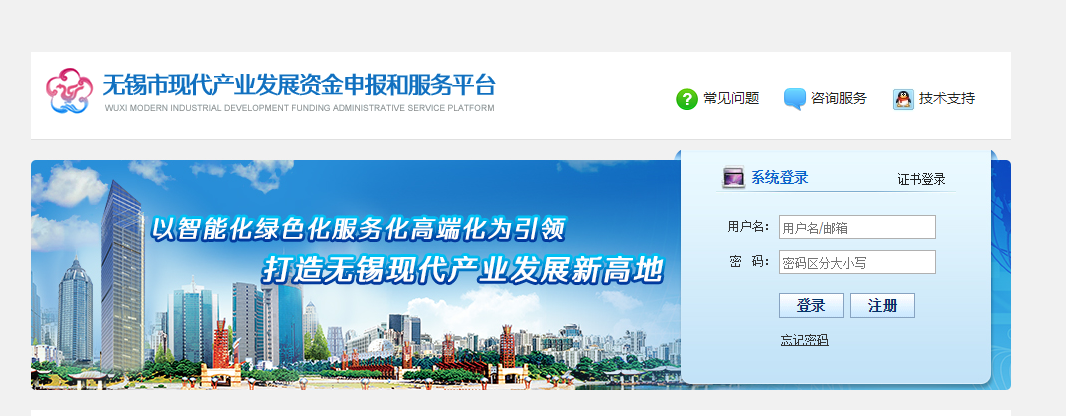 无锡市现代产业发展资金申报和服务平台
WUXI MODERN INDUSTRIAL DEVELOPMENT FUNDING ADMINISTRATIVE SERVICE PLATFORM
? 常见问题
咨询服务
技术支持
以智能化绿色化服务化高端化为引领
打造无锡现代产业发展新高地
系统登录
证书登录
用户名: 用户名/邮箱
密 码: 密码区分大小写
登录 注册
忘记密码